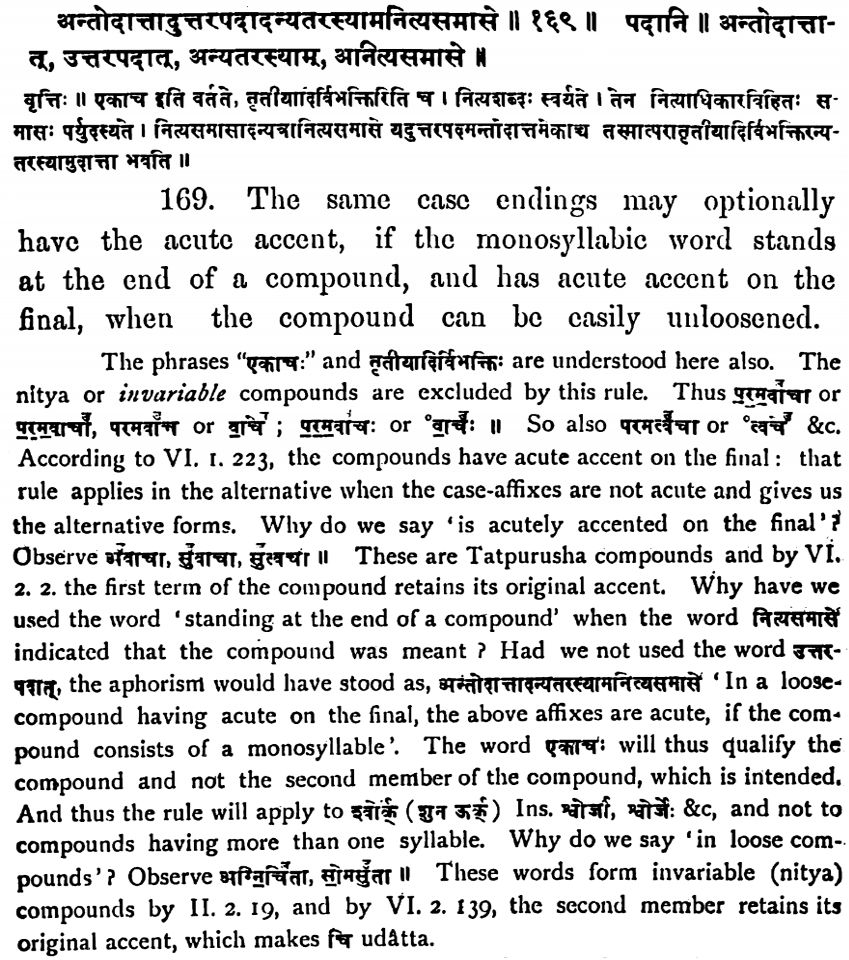 अन्तोदात्तादुत्तरपदादन्यतरस्यामनित्यसमासे ॥ १६९ ॥ पदानि ॥ अन्तोदात्ता-
त्, उत्तरपदात्, अन्यतरस्याम्, अनित्यसमासे ॥
वृत्तिः ॥ एकाच इति वर्तते, तृतीयादिर्विभक्तिरिति च । नित्यशब्दः स्वर्यते । तेन नित्याधिकारविहितः स-
मासः पर्युदस्यते । नित्यसमासादन्यत्रानित्यसमासे यदुत्तरपदमन्तोदात्तमेकाच्च तस्मात्परातृतीयादिर्विभक्तिरन्य-
तरस्यामुदात्ता भवति ॥
169. The same case endings may optionally
have the acute accent, if the monosyllabic word stands
at the end of a compound, and has acute accent on the
final, when the compound can be easily unloosened.
The phrases "एकाचः" and तृतीयादिर्विभक्तिः are understood here also. The
nitya or invariable compounds are excluded by this rule. Thus प॒र॒मवा॑चा or
प॒र॒म॒वा॒चाँ॑, परमवा॑च or वा॒चे॑ ; प॒र॒मवा॑चः or °वा॒चः॑ ॥ So also परमत्व॑चा or °त्वचा॑ &c.
According to VI. 1. 223, the compounds have acute accent on the final: that
rule applies in the alternative when the case-affixes are not acute and gives us
the alternative forms. Why do we say 'is acutely accented on the final'?
Observe अ॑वाचा, सु॑वाचा, सु॑त्वचा ॥ These are Tatpurusha compounds and by VI.
2. 2. the first term of the compound retains its original accent. Why have we
used the word 'standing at the end of a compound' when the word नित्यसमासे
indicated that the compound was meant ? Had we not used the word उत्तर-
पदात्, the aphorism would have stood as, अन्तोदात्तादन्यतरस्यामनित्यसमासे 'In a loose-
compound having acute on the final, the above affixes are acute, if the com-
pound consists of a monosyllable'. The word एकाचः will thus qualify the
compound and not the second member of the compound, which is intended.
And thus the rule will apply to श्वोर्क् (शुन ऊर्क्) Ins. श्वोर्जा, श्वोर्जेः &c, and not to
compounds having more than one syllable. Why do we say 'in loose com-
pounds'? Observe अग्नि॒चि॑ता, सो॒मसु॑ता ॥ These words form invariable (nitya)
compounds by II. 2. 19, and by VI. 2. 139, the second member retains its
original accent, which makes चि udâtta.